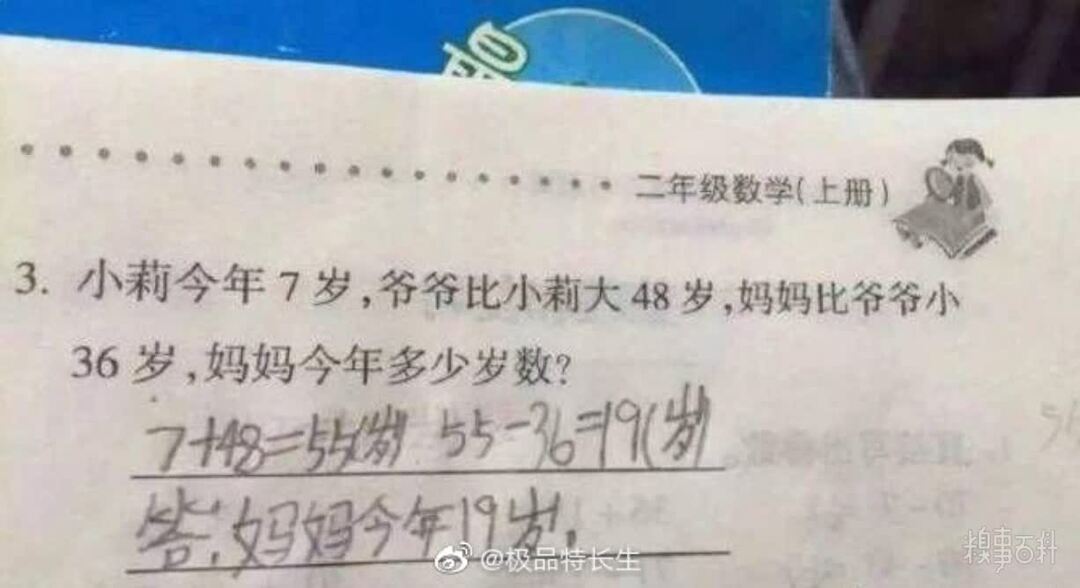 二年级数学(上册)
3. 小莉今年 7 岁,爷爷比小莉大 48 岁,妈妈比爷爷小
36 岁,妈妈今年多少岁数?
7+48=55(岁) 55-36=19(岁)
答:妈妈今年19岁。
@极品特长生
糗事百科